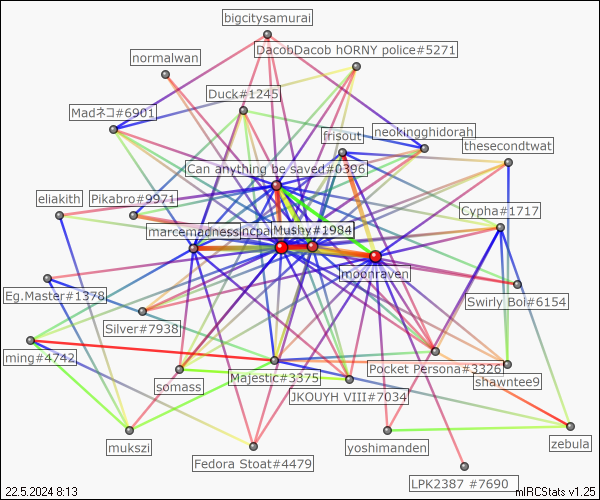 bigcitysamurai
DacobDacob hORNY police#5271
normalwan
Duck#1245
Madネコ#6901
frisout
neokingghidorah
thesecondtwat
Can anything be saved#0396
eliakith
Pikabro#9971
Cypha#1717
marcemadness
Mushy#1984
moonraven
Eg.Master#1378
Swirly Boi#6154
Silver#7938
ming#4742
Pocket Persona#3326
Majestic#3375
shawntee9
somass
JKOUYH VIII#7034
mukszi
yoshimanden
zebula
Fedora Stoat#4479
LPK2387 #7690
22.5.2024 8:13
mIRCStats v1.25